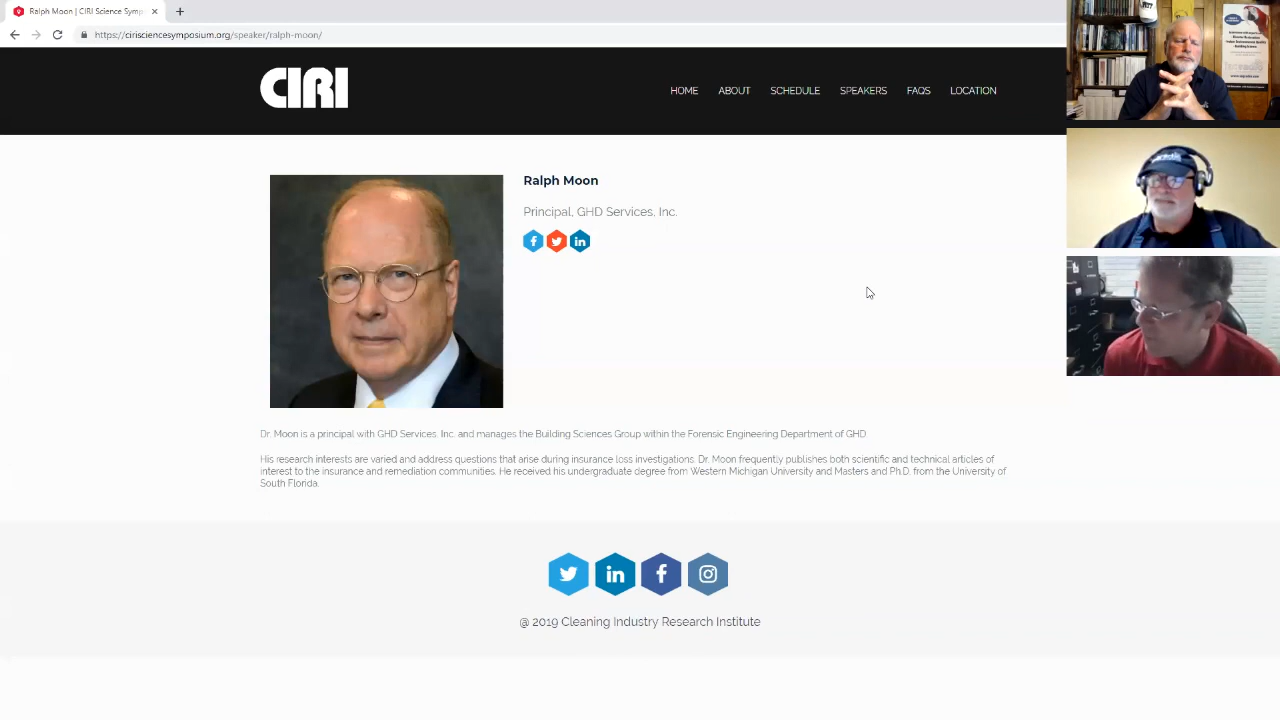 Ralph Moon | CIRI Science Symp
https://cirisciencesymposium.org/speaker/ralph-moon/
CIRI
HOME ABOUT SCHEDULE SPEAKERS FAQS LOCATION
Ralph Moon
Principal, GHD Services, Inc.
Dr. Moon is a principal with GHD Services, Inc. and manages the Building Sciences Group within the Forensic Engineering Department of GHD
His research interests are varied and address questions that arise during insurance loss investigations. Dr. Moon frequently publishes both scientific and technical articles of
interest to the insurance and remediation communities. He received his undergraduate degree from Western Michigan University and Masters and Ph.D. from the University of
South Florida.
@ 2019 Cleaning Industry Research Institute